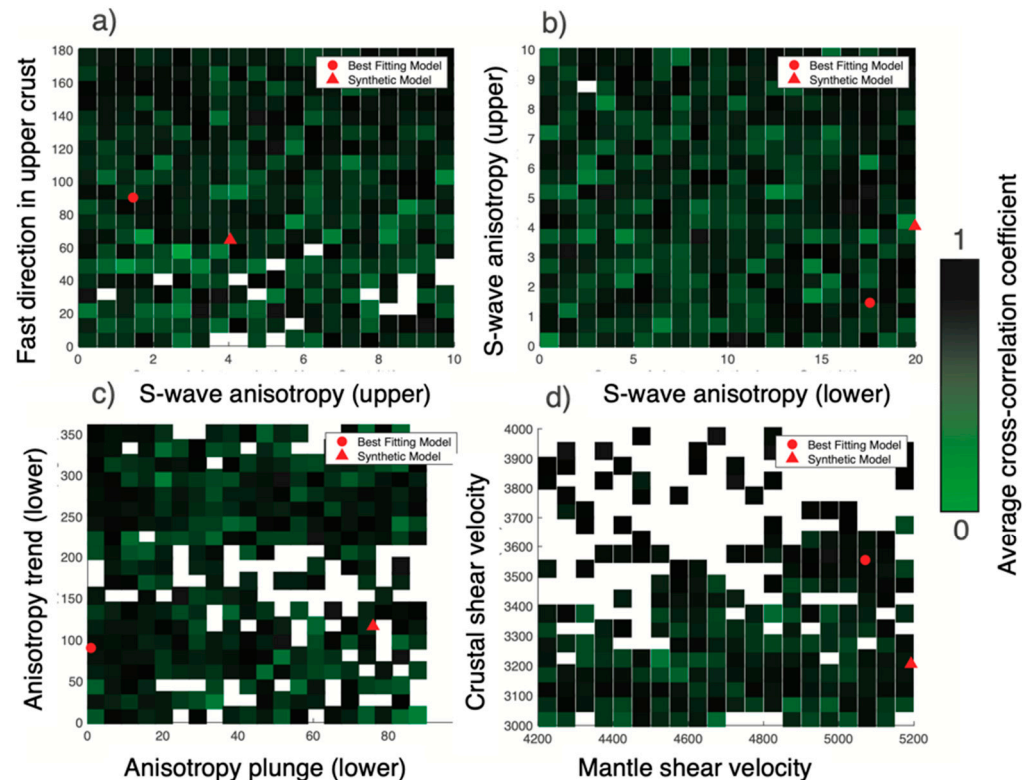 a)
Fast direction in upper crust
180
160
140
120
100
80
60
40
20
0
0 2 4 6 8 10
Best Fitting Model
Synthetic Model
S-wave anisotropy (upper)
b)
S-wave anisotropy (upper)
10
9
8
7
6
5
4
3
2
1
0
0 5 10 15 20
Best Fitting Model
Synthetic Model
S-wave anisotropy (lower)
c)
Anisotropy trend (lower)
350
300
250
200
150
100
50
0
0 20 40 60 80
Best Fitting Model
Synthetic Model
Anisotropy plunge (lower)
d)
Crustal shear velocity
4000
3900
3800
3700
3600
3500
3400
3300
3200
3100
3000
4200 4400 4600 4800 5000 5200
Best Fitting Model
Synthetic Model
Mantle shear velocity
1
0
Average cross-correlation coefficient